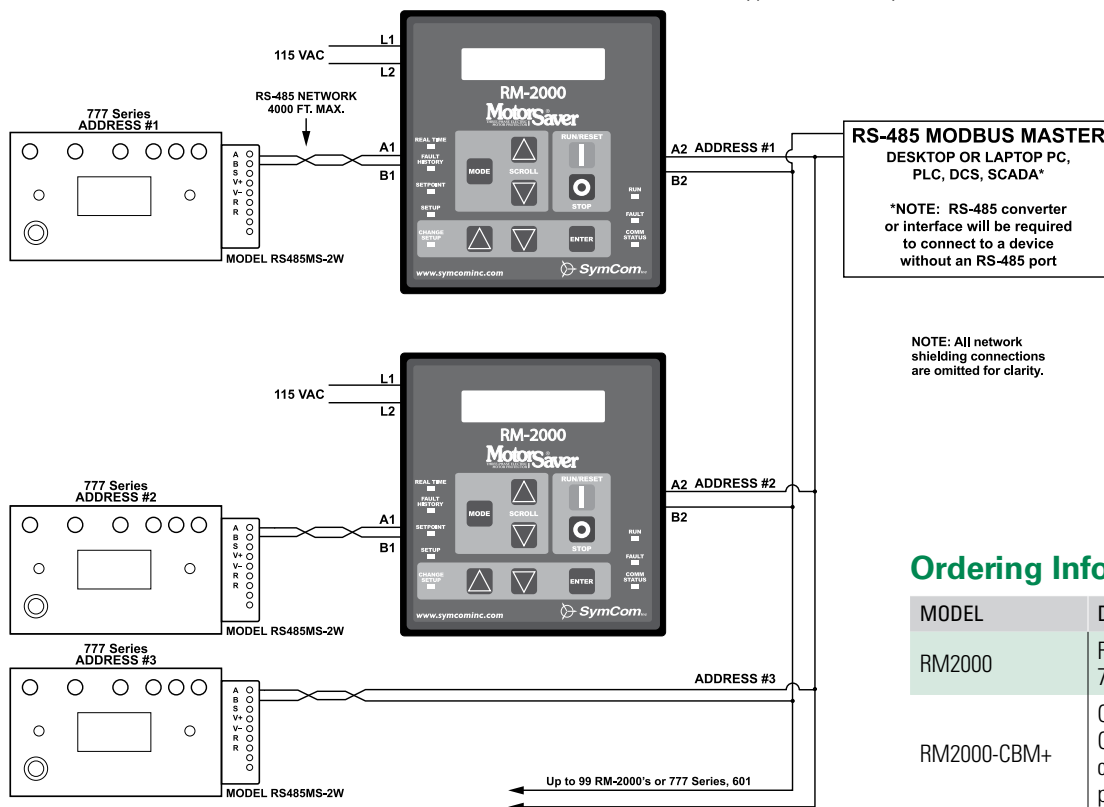 L1
115 VAC
L2
RS-485 NETWORK
4000 FT. MAX.
777 Series
ADDRESS #1
A
B
S
V+
V–
R
R
MODEL RS485MS-2W
A1
B1
RM-2000
MotorSaver
REAL TIME
FAULT
HISTORY
SETPOINT
SETUP
CHANGE
SETUP
MODE
SCROLL
RUN/RESET
STOP
ENTER
RUN
FAULT
COMM
STATUS
www.symcominc.com
SymCom
A2 ADDRESS #1
B2
RS-485 MODBUS MASTER
DESKTOP OR LAPTOP PC,
PLC, DCS, SCADA*
*NOTE: RS-485 converter
or interface will be required
to connect to a device
without an RS-485 port
NOTE: All network
shielding connections
are omitted for clarity.
L1
115 VAC
L2
777 Series
ADDRESS #2
A
B
S
V+
V–
R
R
MODEL RS485MS-2W
A1
B1
RM-2000
MotorSaver
REAL TIME
FAULT
HISTORY
SETPOINT
SETUP
CHANGE
SETUP
MODE
SCROLL
RUN/RESET
STOP
ENTER
RUN
FAULT
COMM
STATUS
www.symcominc.com
SymCom
A2 ADDRESS #2
B2
777 Series
ADDRESS #3
A
B
S
V+
V–
R
R
MODEL RS485MS-2W
ADDRESS #3
Up to 99 RM-2000's or 777 Series, 601
Ordering Info
MODEL
RM2000
RM2000-CBM+